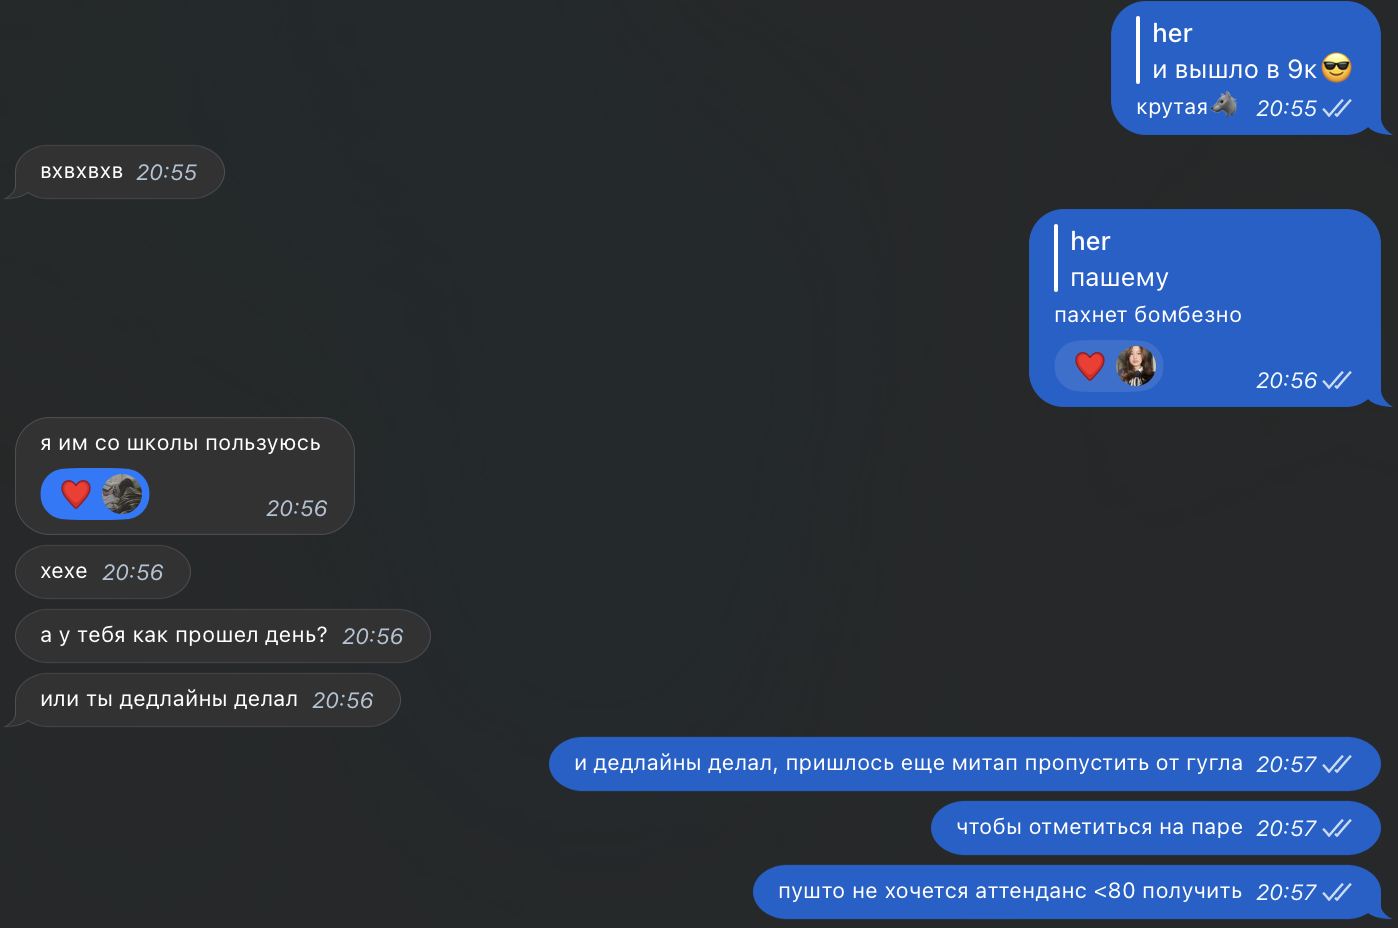 her
и вышло в 9к😎
крутая🐺 20:55
вхвхвхв 20:55
her
пашему
пахнет бомбезно
20:56
я им со школы пользуюсь
20:56
хехе 20:56
а у тебя как прошел день? 20:56
или ты дедлайны делал 20:56
и дедлайны делал, пришлось еще митап пропустить от гугла 20:57
чтобы отметиться на паре 20:57
пушто не хочется аттенданс <80 получить 20:57